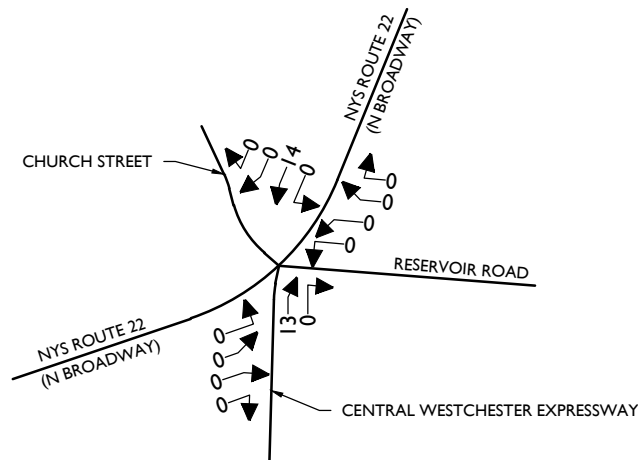 NYS ROUTE 22
(N BROADWAY)
CHURCH STREET
0
0
14
0
0
0
0
0
RESERVOIR ROAD
13
0
NYS ROUTE 22
(N BROADWAY)
0
0
0
0
CENTRAL WESTCHESTER EXPRESSWAY